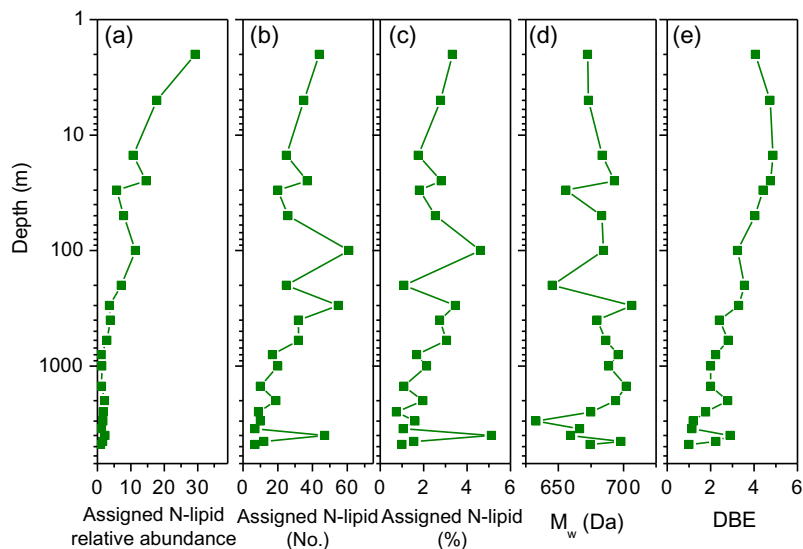 (a) (b) (c) (d) (e)
1
10
100
1000
Depth (m)
0 10 20 30
0 20 40 60
0 2 4 6
650 700
0 2 4 6
Assigned N-lipid
relative abundance
Assigned N-lipid
(No.)
Assigned N-lipid
(%)
Mw (Da)
DBE